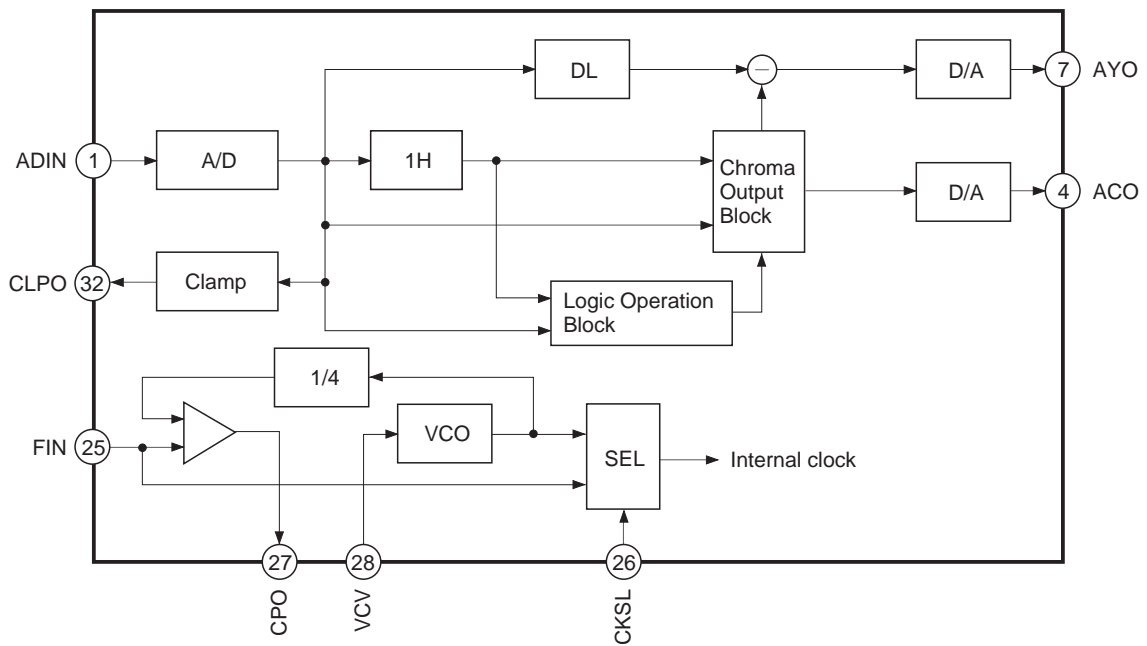 DL
−
D/A
7
AYO
ADIN
1
A/D
1H
Chroma
Output
Block
D/A
4
ACO
CLPO
32
Clamp
Logic Operation
Block
1/4
FIN
25
VCO
SEL
Internal clock
27
28
26
CPO
VCV
CKSL